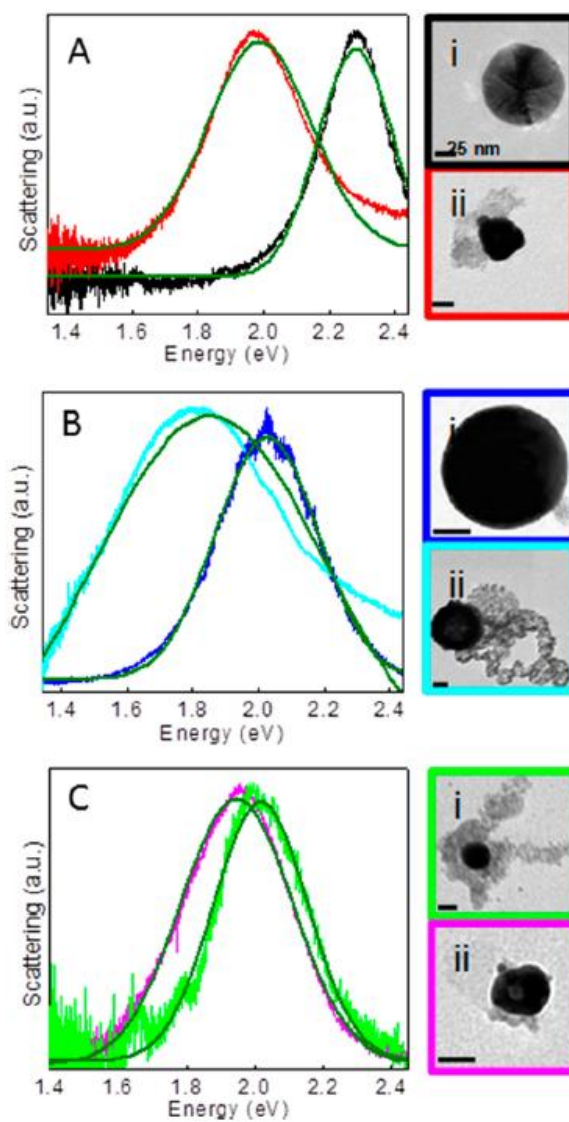 A
Scattering (a.u.)
1.4 1.6 1.8 2.0 2.2 2.4
Energy (eV)
i
25 nm
ii
B
Scattering (a.u.)
1.4 1.6 1.8 2.0 2.2 2.4
Energy (eV)
i
ii
C
Scattering (a.u.)
1.4 1.6 1.8 2.0 2.2 2.4
Energy (eV)
i
ii